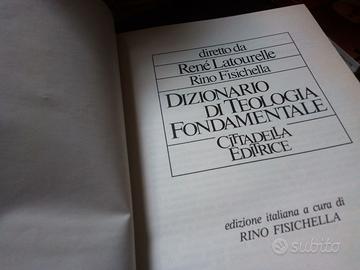 diretto da
René Latourelle
Rino Fisichella
DIZIONARIO
DI TEOLOGIA
FONDAMENTALE
CITTADELLA
EDITRICE
edizione italiana a cura di
RINO FISICHELLA
subito